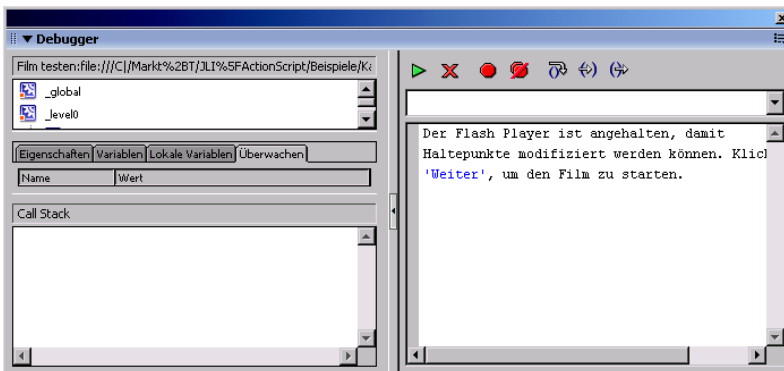 Debugger
Film testen:file:///C|/Markt%2BT/JLI%5FActionScript/Beispiele/Ka
_global
_level0
Eigenschaften Variablen Lokale Variablen Überwachen
Name Wert
Call Stack
Der Flash Player ist angehalten, damit
Haltepunkte modifiziert werden können. Klic
'Weiter', um den Film zu starten.